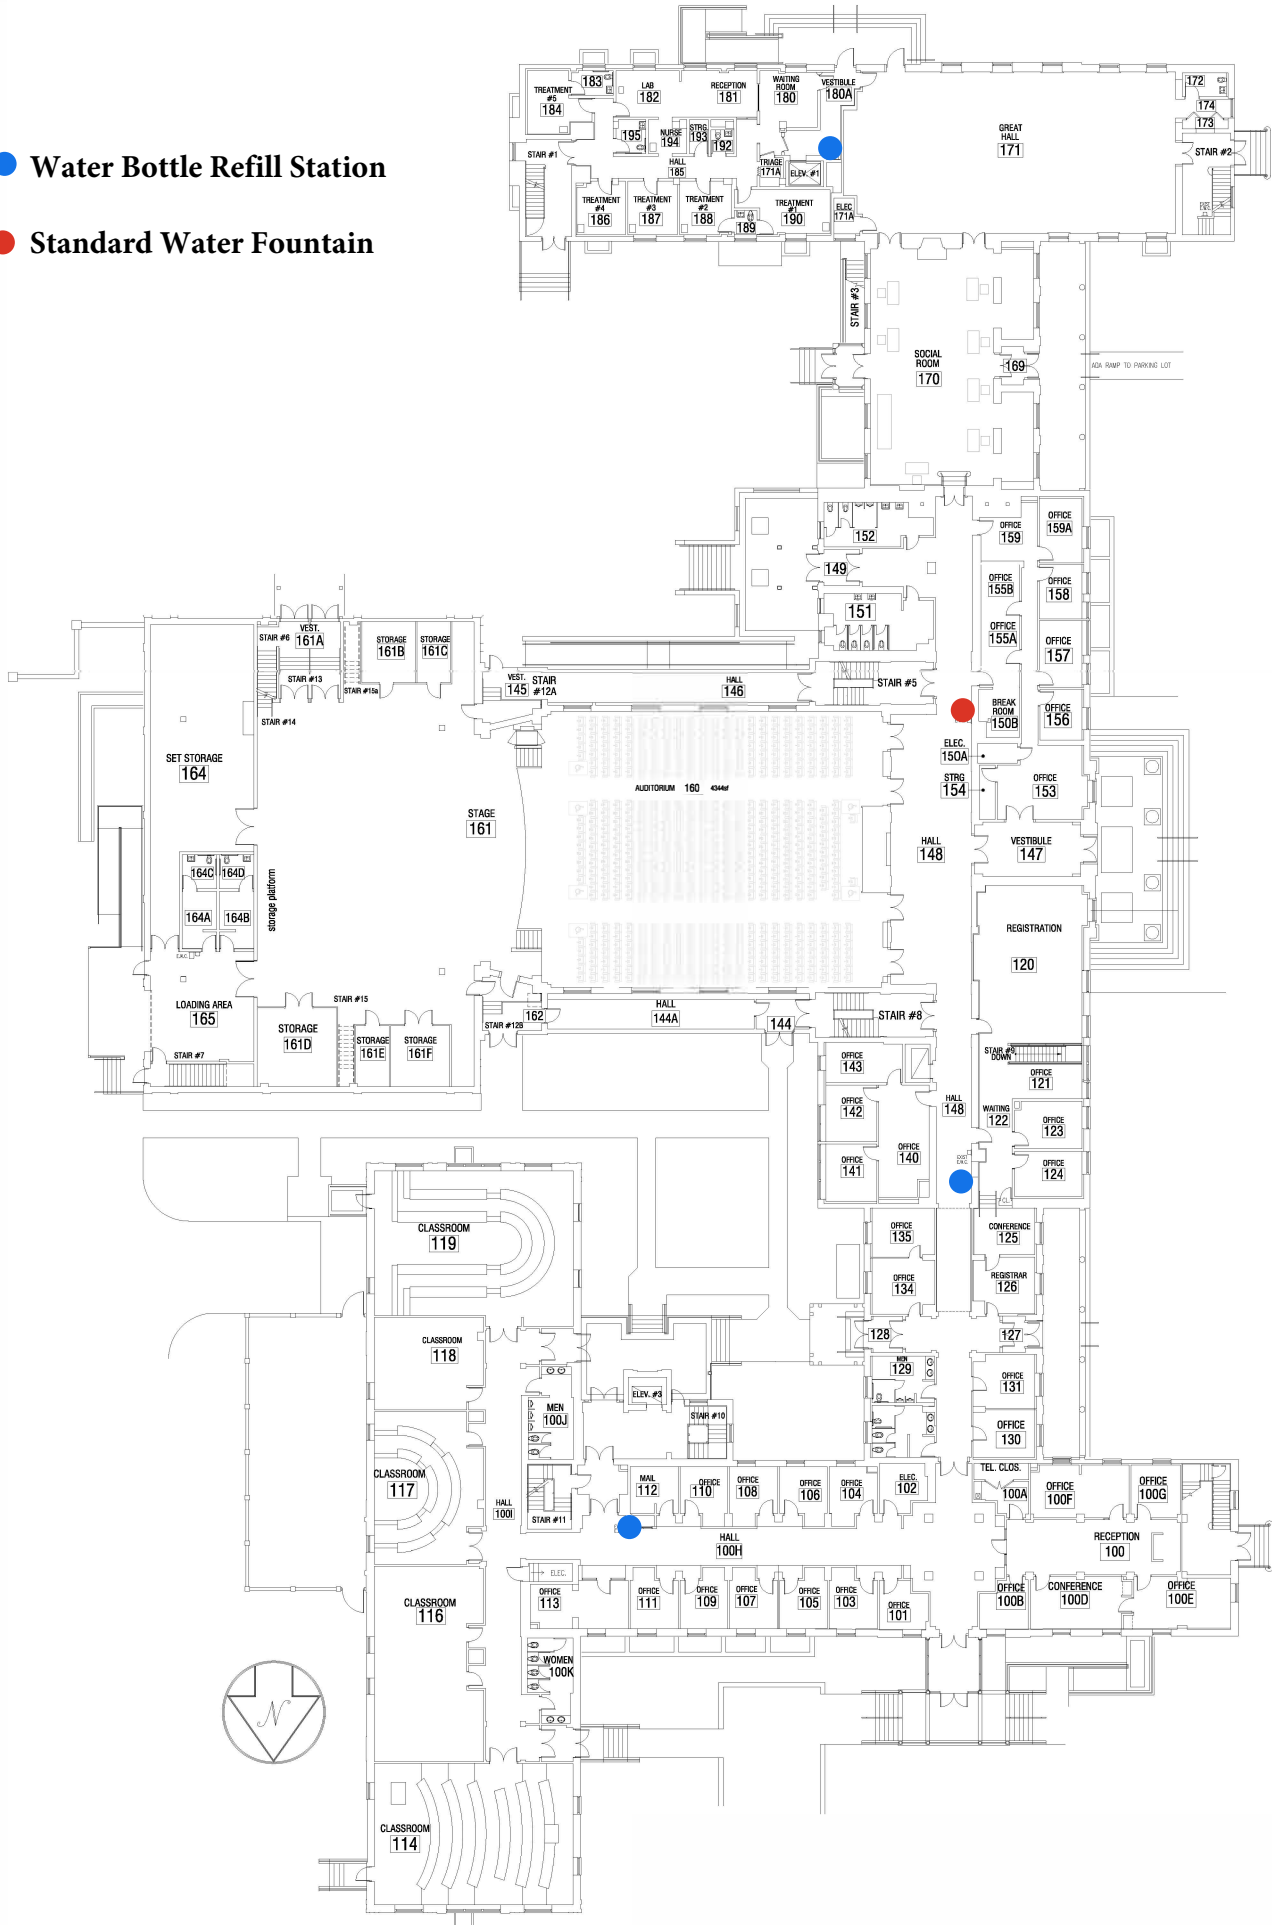 Water Bottle Refill Station
Standard Water Fountain
183
TREATMENT
#5
184
LAB
182
RECEPTION
181
WAITING
ROOM
180
VESTIBULE
180A
195
NURSE
194
STRG
193
192
HALL
185
STAIR #1
TRIAGE
171A
ELEV. #1
TREATMENT
#4
186
TREATMENT
#3
187
TREATMENT
#2
188
189
TREATMENT
#1
190
ELEC
171A
GREAT
HALL
171
172
174
173
STAIR #2
STAIR #3
SOCIAL
ROOM
170
169
ADA RAMP TO PARKING LOT
152
149
151
OFFICE
159
OFFICE
159A
OFFICE
155B
OFFICE
158
OFFICE
155A
OFFICE
157
BREAK
ROOM
150B
OFFICE
156
STAIR #5
ELEC.
150A
STRG
154
OFFICE
153
STAIR #6
VEST.
161A
STORAGE
161B
STORAGE
161C
STAIR #13
STAIR #15a
STAIR #14
VEST.
145
STAIR
#12A
HALL
146
SET STORAGE
164
STAGE
161
AUDITORIUM 160 4344sf
HALL
148
VESTIBULE
147
164C
164D
164A
164B
storage platform
E.W.C.
REGISTRATION
120
LOADING AREA
165
STAIR #15
STORAGE
161D
STORAGE
161E
STORAGE
161F
STAIR #7
STAIR #12B
162
HALL
144A
144
STAIR #8
STAIR #9
DOWN
OFFICE
121
OFFICE
143
OFFICE
142
OFFICE
141
OFFICE
140
HALL
148
WAITING
122
OFFICE
123
OFFICE
124
EXIST
E.W.C.
CL.
OFFICE
135
CONFERENCE
125
OFFICE
134
REGISTRAR
126
128
127
MEN
129
OFFICE
131
OFFICE
130
CLASSROOM
119
CLASSROOM
118
ELEV. #3
MEN
100J
STAIR #10
CLASSROOM
117
HALL
100I
STAIR #11
MAIL
112
OFFICE
110
OFFICE
108
OFFICE
106
OFFICE
104
ELEC.
102
TEL. CLOS.
100A
OFFICE
100F
OFFICE
100G
HALL
100H
RECEPTION
100
ELEC.
OFFICE
113
OFFICE
111
OFFICE
109
OFFICE
107
OFFICE
105
OFFICE
103
OFFICE
101
OFFICE
100B
CONFERENCE
100D
OFFICE
100E
CLASSROOM
116
WOMEN
100K
N
CLASSROOM
114